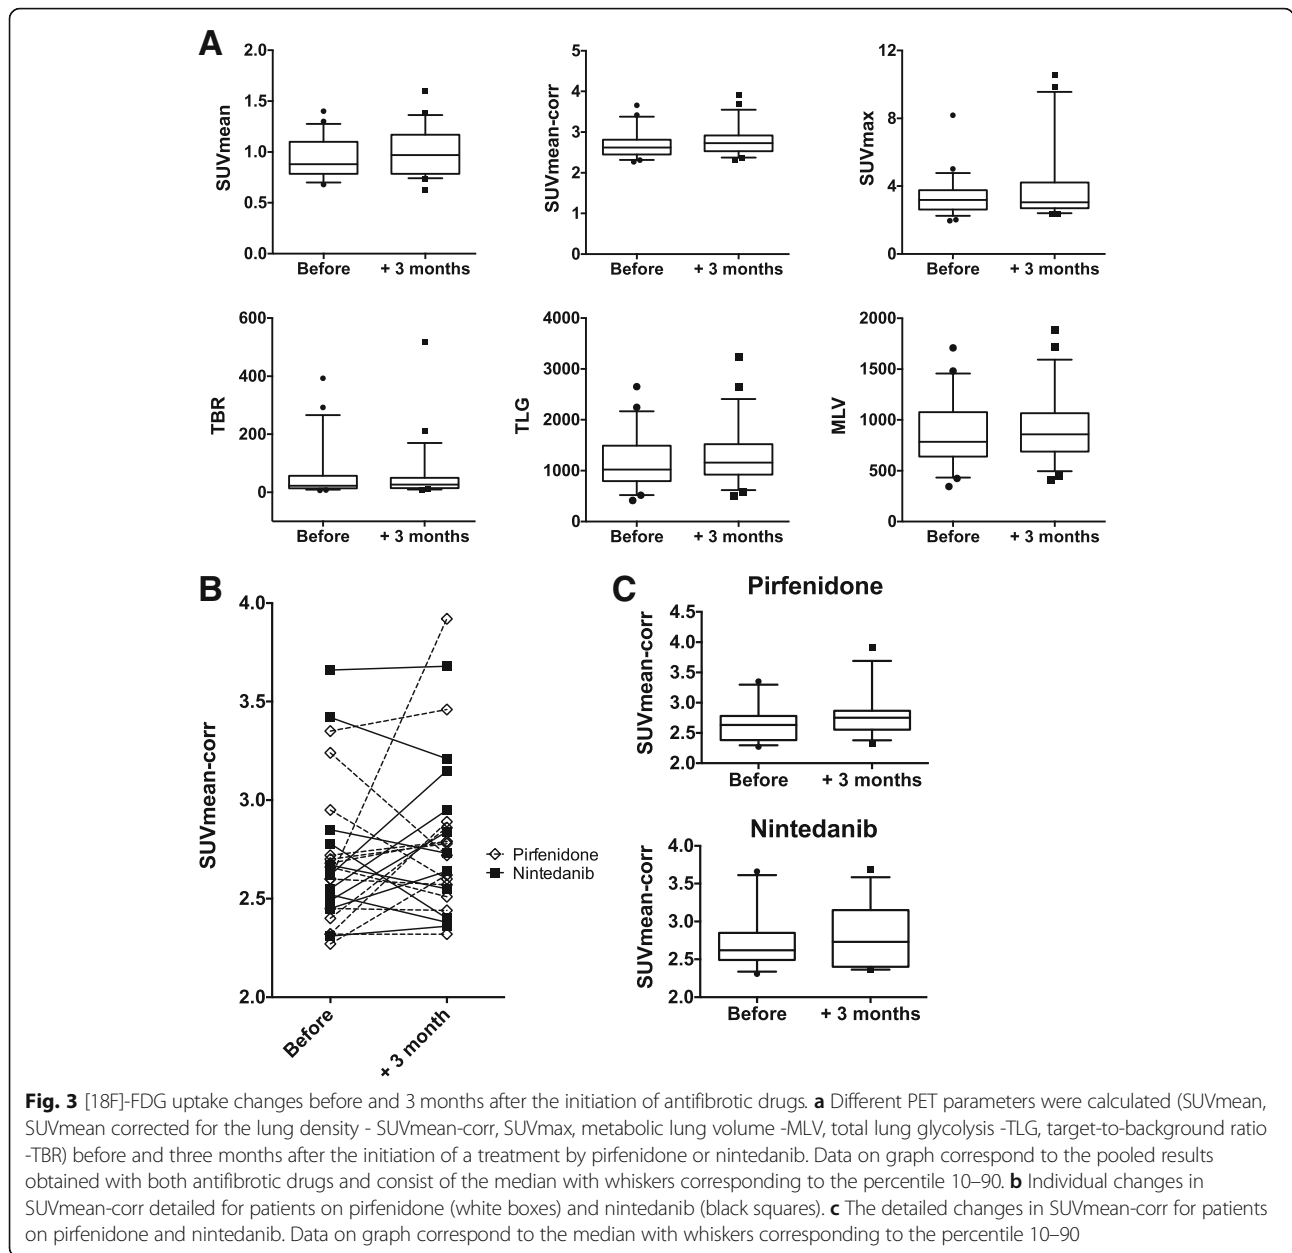 A
SUVmean
2.0
1.5
1.0
0.5
0.0
Before
+ 3 months
SUVmean-corr
5
4
3
2
1
0
Before
+ 3 months
SUVmax
12
8
4
0
Before
+ 3 months
TBR
600
400
200
0
Before
+ 3 months
TLG
4000
3000
2000
1000
0
Before
+ 3 months
MLV
2000
1500
1000
500
0
Before
+ 3 months
B
SUVmean-corr
4.0
3.5
3.0
2.5
2.0
Before
+ 3 month
Pirfenidone
Nintedanib
C
Pirfenidone
SUVmean-corr
4.5
4.0
3.5
3.0
2.5
2.0
Before
+ 3 months
Nintedanib
SUVmean-corr
4.0
3.5
3.0
2.5
2.0
Before
+ 3 months
Fig. 3 [18F]-FDG uptake changes before and 3 months after the initiation of antifibrotic drugs. a Different PET parameters were calculated (SUVmean,
SUVmean corrected for the lung density - SUVmean-corr, SUVmax, metabolic lung volume -MLV, total lung glycolysis -TLG, target-to-background ratio
-TBR) before and three months after the initiation of a treatment by pirfenidone or nintedanib. Data on graph correspond to the pooled results
obtained with both antifibrotic drugs and consist of the median with whiskers corresponding to the percentile 10–90. b Individual changes in
SUVmean-corr detailed for patients on pirfenidone (white boxes) and nintedanib (black squares). c The detailed changes in SUVmean-corr for patients
on pirfenidone and nintedanib. Data on graph correspond to the median with whiskers corresponding to the percentile 10–90